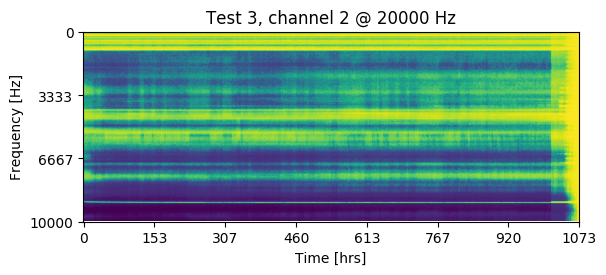 Test 3, channel 2 @ 20000 Hz
Frequency [Hz]
0
3333
6667
10000
0 153 307 460 613 767 920 1073
Time [hrs]